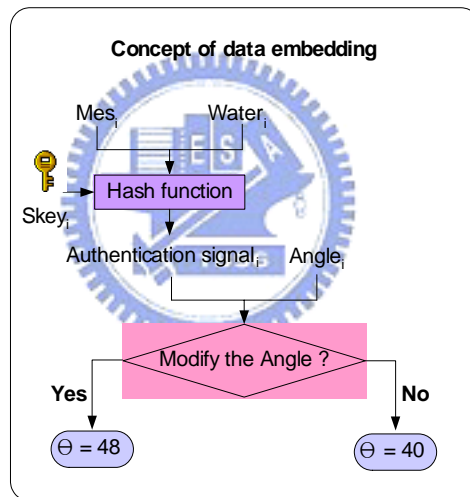 Concept of data embedding
Mesᵢ Waterᵢ
E S A
Hash function
Skeyᵢ
Authentication signalᵢ Angleᵢ
Modify the Angle ?
Yes No
Θ = 48 Θ = 40